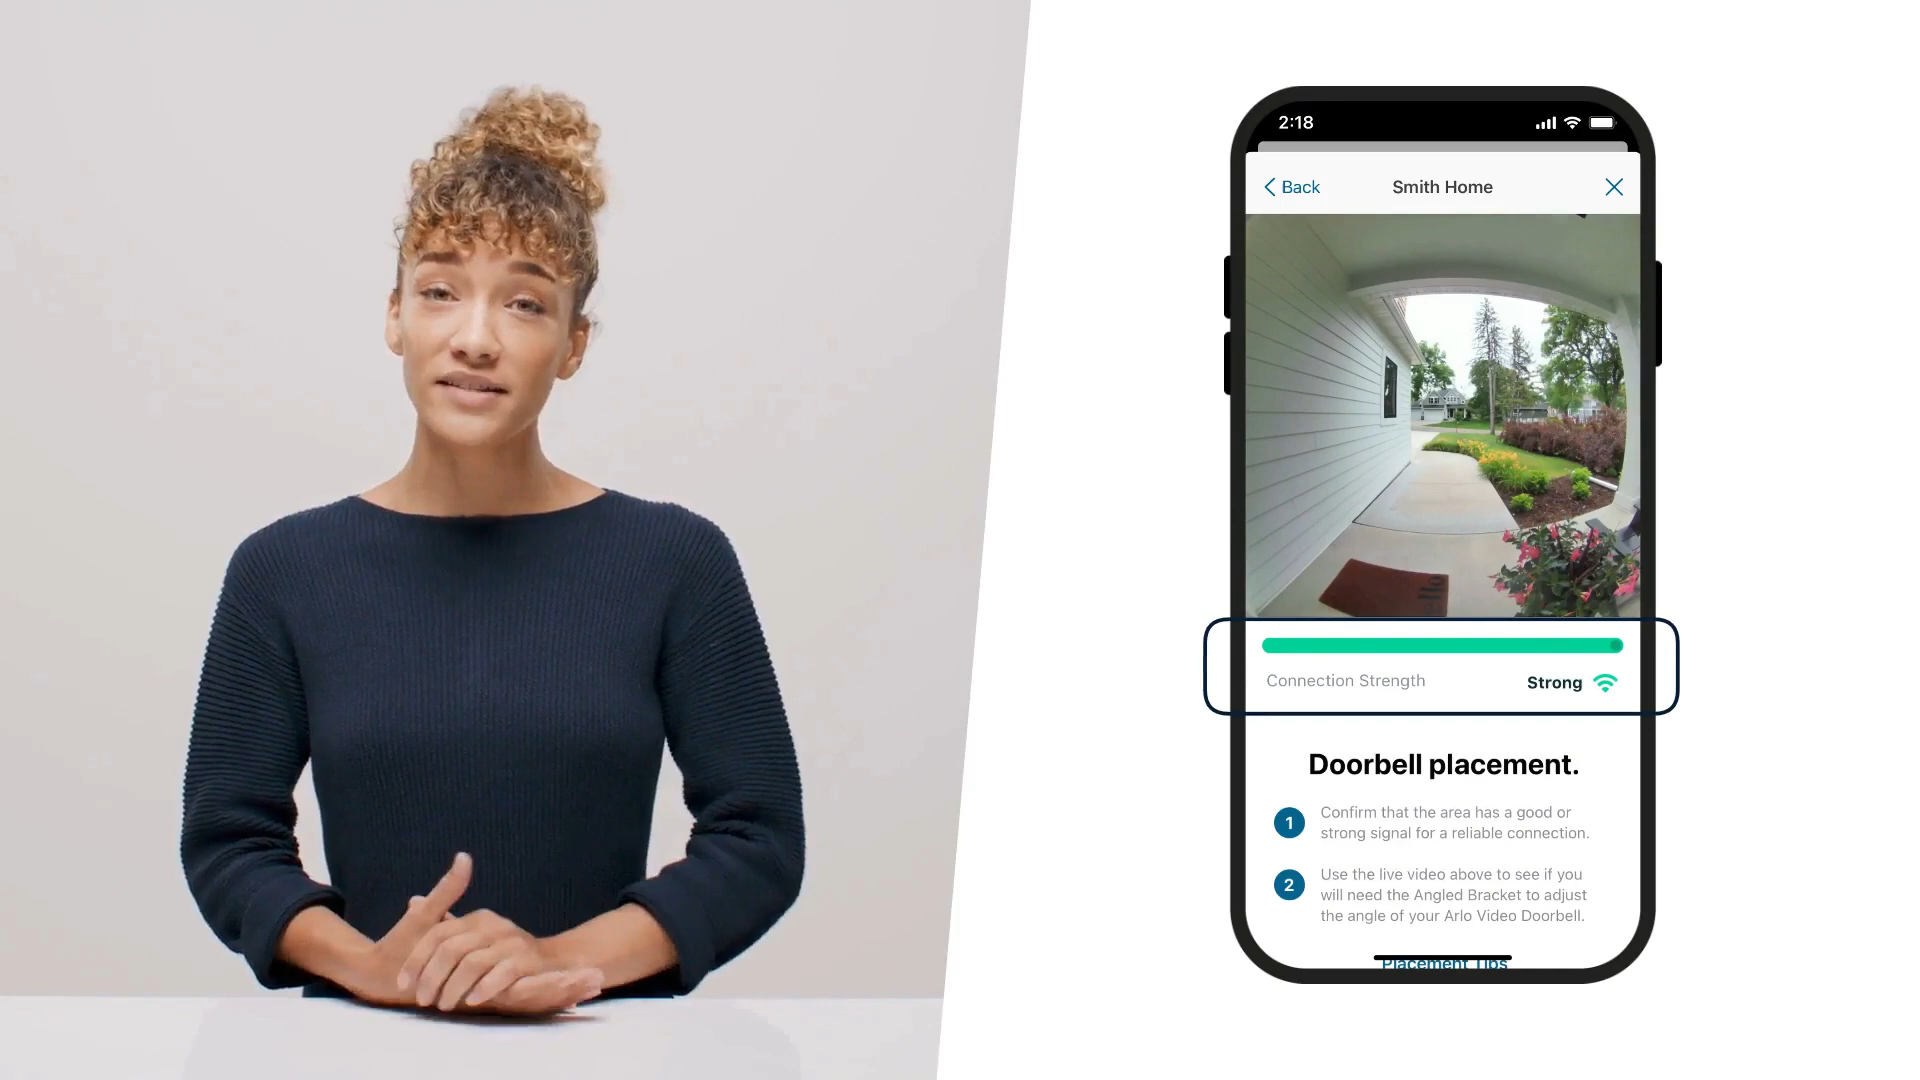 2:18
Back
Smith Home
Connection Strength
Strong
Doorbell placement.
1
Confirm that the area has a good or
strong signal for a reliable connection.
2
Use the live video above to see if you
will need the Angled Bracket to adjust
the angle of your Arlo Video Doorbell.
Placement Tips